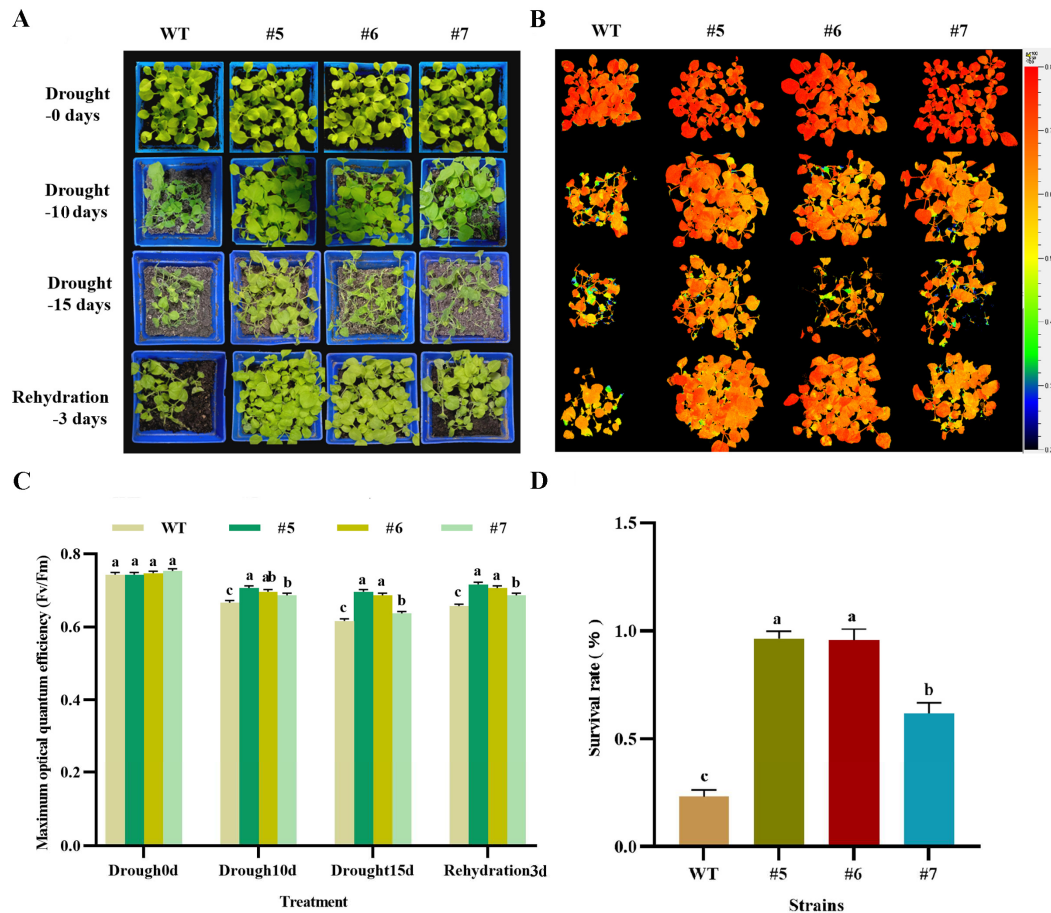 A
WT #5 #6 #7
Drought
-0 days
Drought
-10 days
Drought
-15 days
Rehydration
-3 days
B
WT #5 #6 #7
C
WT #5 #6 #7
Maximum optical quantum efficiency (Fv/Fm)
0.8
0.6
0.4
0.2
0.0
a a a a
c a ab b
c a a b
c a a b
Drough0d Drough10d Drought15d Rehydration3d
Treatment
D
Survival rate ( % )
1.5
1.0
0.5
0.0
c a a b
WT #5 #6 #7
Strains